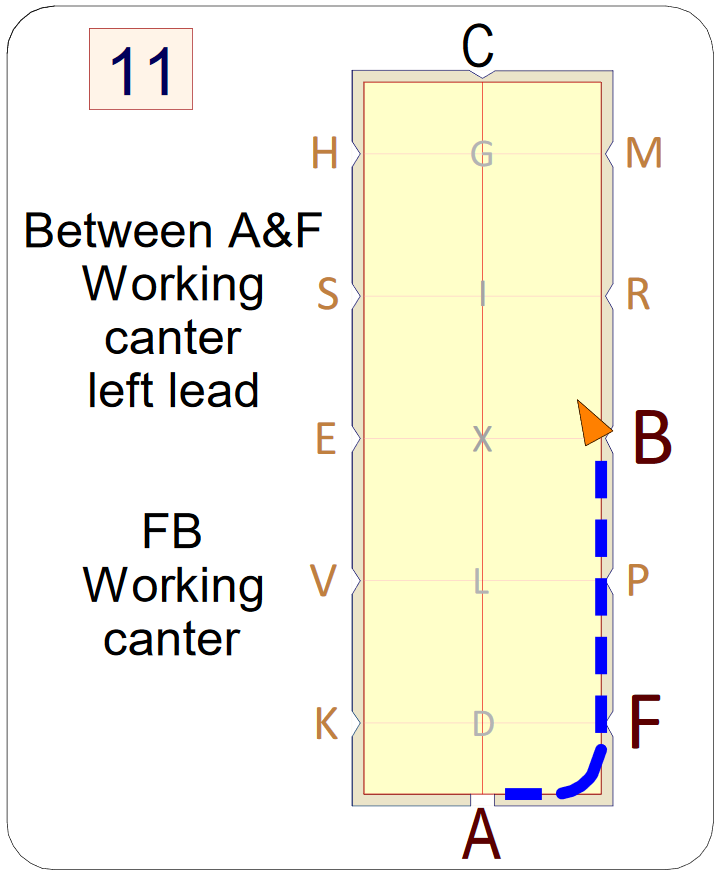 11
C
H G M
Between A&F
Working
canter
left lead
S I R
E X B
FB
Working
canter
V L P
K D F
A